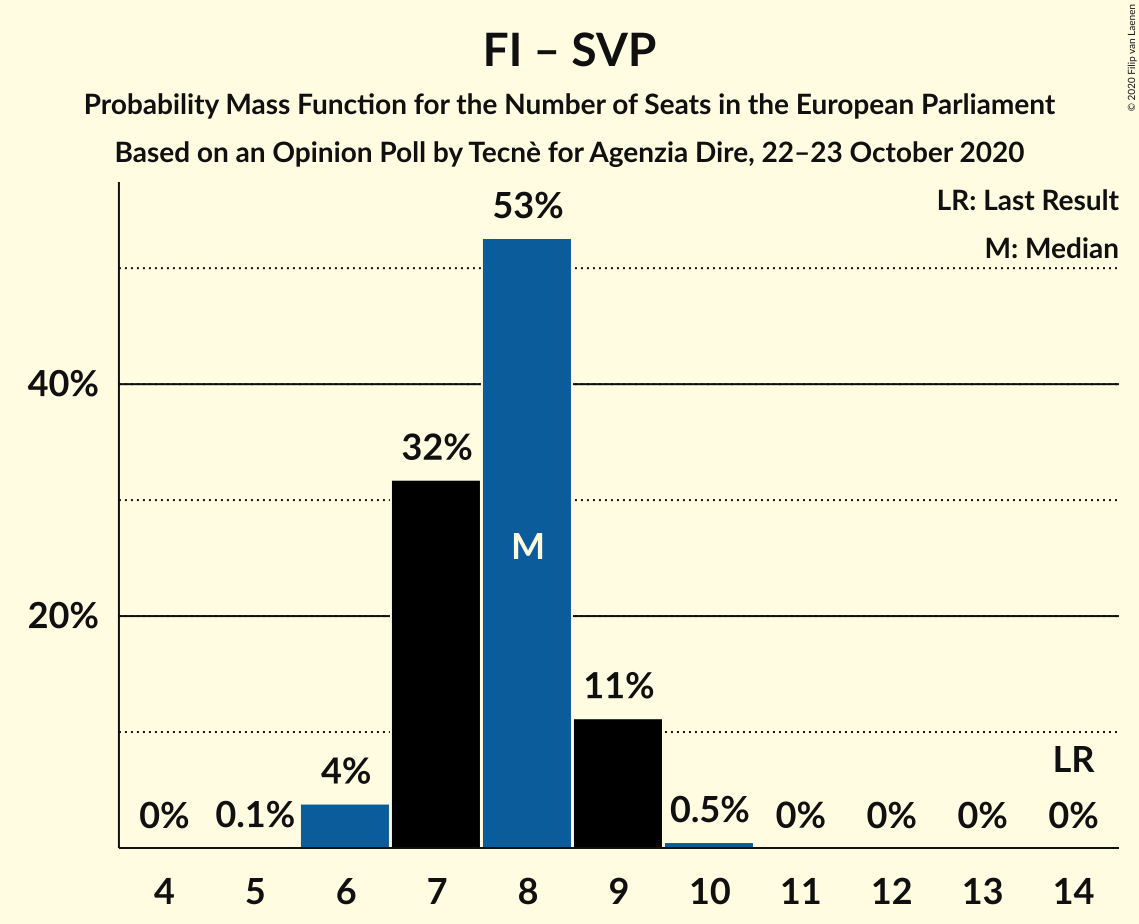 FI – SVP
Probability Mass Function for the Number of Seats in the European Parliament
Based on an Opinion Poll by Tecnè for Agenzia Dire, 22–23 October 2020
© 2020 Filip van Laenen
LR: Last Result
M: Median
53%
40%
32%
M
20%
11%
LR
4%
0% 0.1% 0.5% 0% 0% 0% 0%
4 5 6 7 8 9 10 11 12 13 14